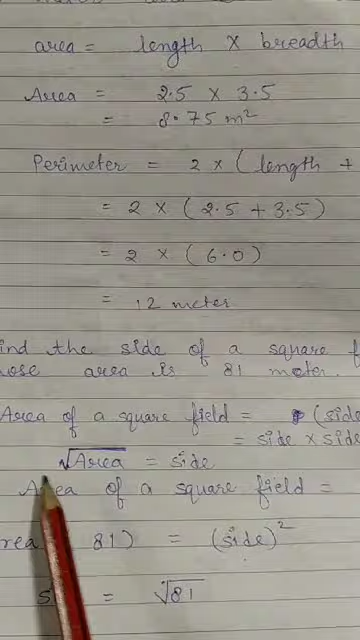 area = length × breadth
Area = 2.5 × 3.5
= 8.75 m²
Perimeter = 2 × ( length +
= 2 × ( 2.5 + 3.5 )
= 2 × ( 6.0 )
= 12 meter
ind the side of a square f
hose area is 81 meter.
Area of a square field = (side
= side × side
√Area = side
Area of a square field =
rea 81) = (side)²
s = √81